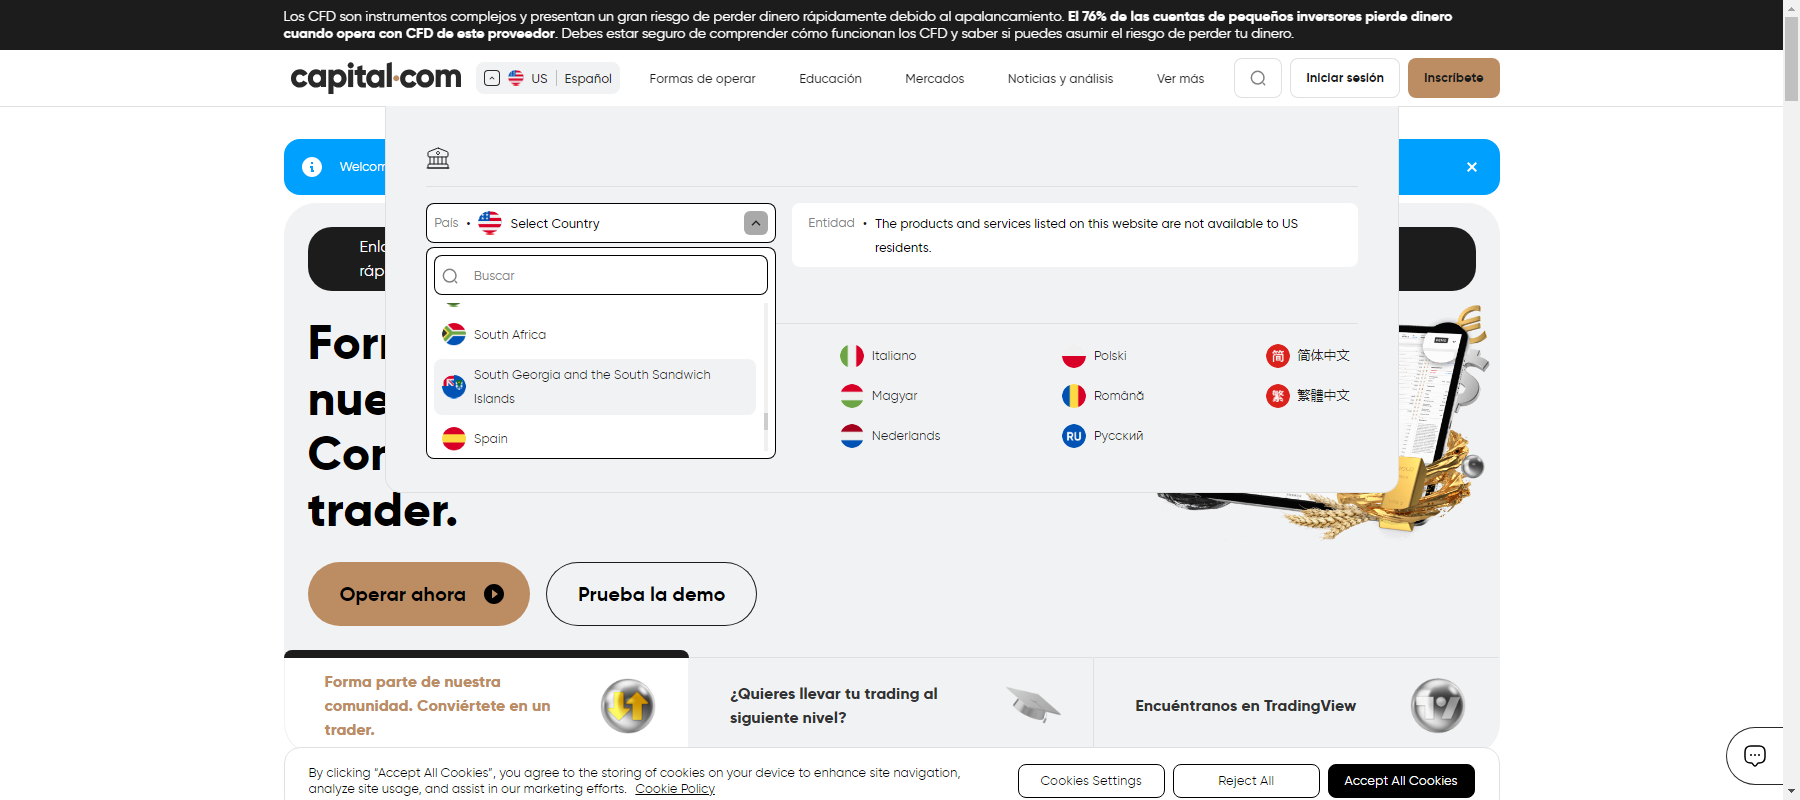 Los CFD son instrumentos complejos y presentan un gran riesgo de perder dinero rápidamente debido al apalancamiento. El 76% de las cuentas de pequeños inversores pierde dinero
cuando opera con CFD de este proveedor. Debes estar seguro de comprender cómo funcionan los CFD y saber si puedes asumir el riesgo de perder tu dinero.
capital.com
US
Español
Formas de operar
Educación
Mercados
Noticias y análisis
Ver más
Iniciar sesión
Inscríbete
País • Select Country
Entidad • The products and services listed on this website are not available to US
residents.
Buscar
South Africa
South Georgia and the South Sandwich
Islands
Spain
Italiano
Polski
简 简体中文
Magyar
Română
繁 繁體中文
Nederlands
RU Русский
trader.
Operar ahora
Prueba la demo
Forma parte de nuestra
comunidad. Conviértete en un
trader.
¿Quieres llevar tu trading al
siguiente nivel?
Encuéntranos en TradingView
By clicking “Accept All Cookies”, you agree to the storing of cookies on your device to enhance site navigation,
analyze site usage, and assist in our marketing efforts. Cookie Policy
Cookies Settings
Reject All
Accept All Cookies